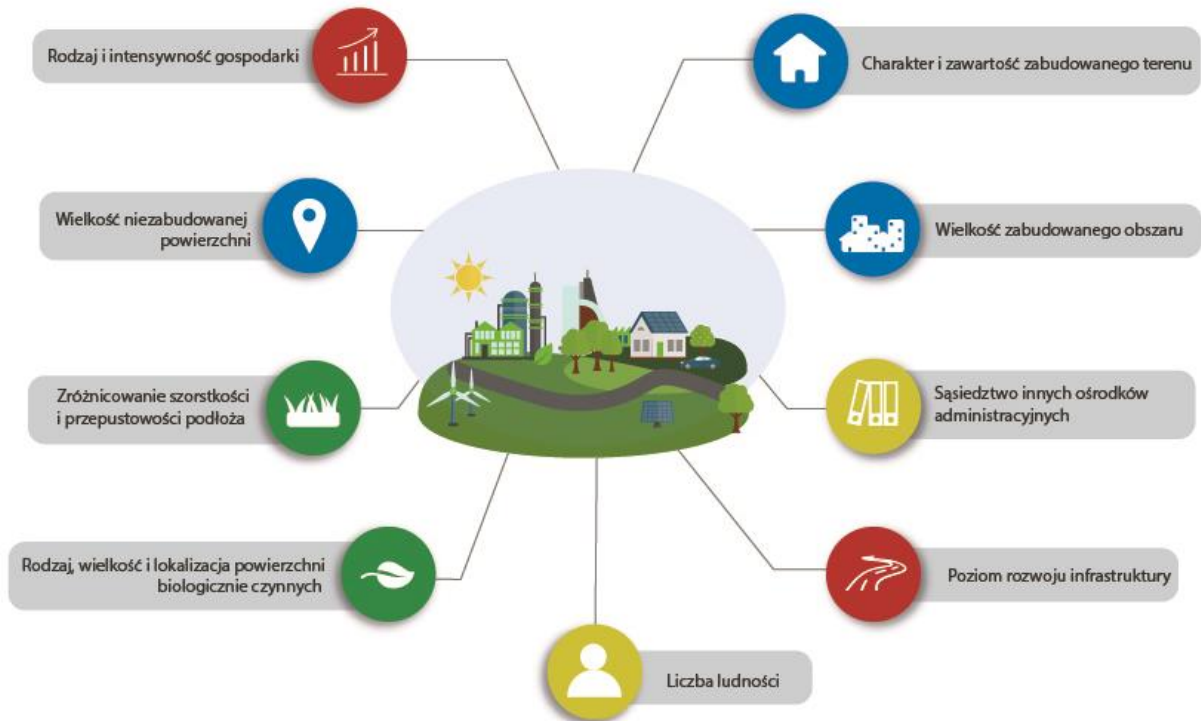 Rodzaj i intensywność gospodarki
Charakter i zawartość zabudowanego terenu
Wielkość niezabudowanej
powierzchni
Wielkość zabudowanego obszaru
Zróżnicowanie szorstkości
i przepustowości podłoża
Sąsiedztwo innych ośrodków
administracyjnych
Rodzaj, wielkość i lokalizacja powierzchni
biologicznie czynnych
Poziom rozwoju infrastruktury
Liczba ludności